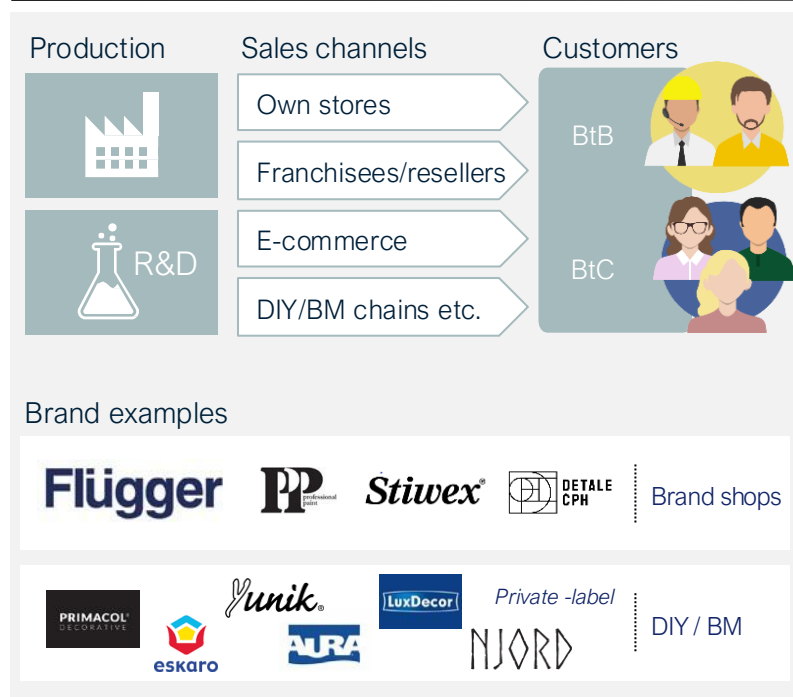 Production
Sales channels
Customers
Own stores
Franchisees/resellers
E-commerce
DIY/BM chains etc.
R&D
BtB
BtC
Brand examples
Flügger
PP professional paint
Stiwex®
DETALE CPH
Brand shops
PRIMACOL® DECORATIVE
eskaro
Yunik®
AURA
LuxDecor
Private -label
NJORD
DIY / BM